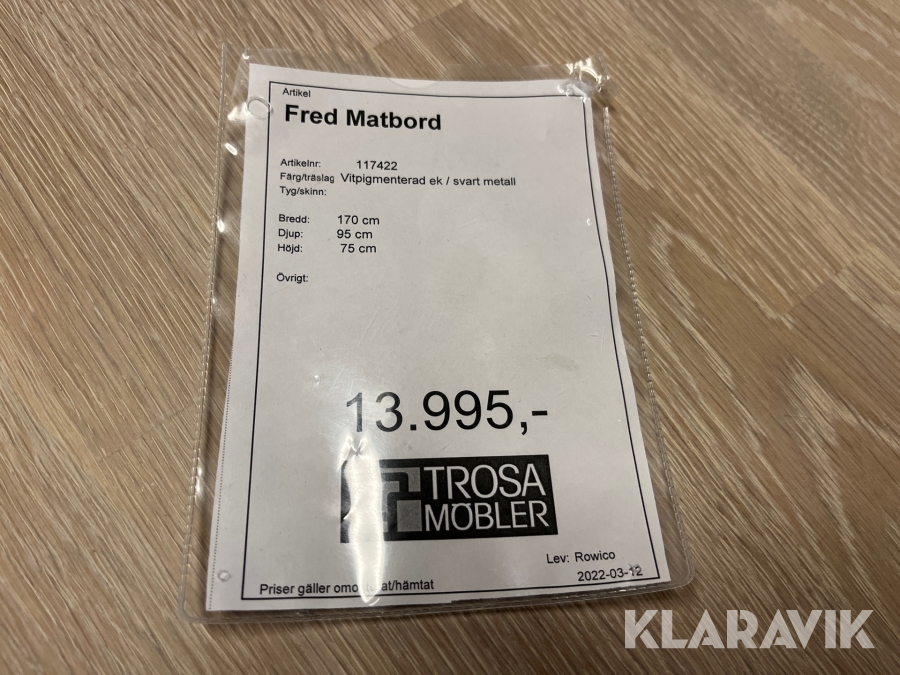 Artikel
Fred Matbord
Artikelnr: 117422
Färg/träslag Vitpigmenterad ek / svart metall
Tyg/skinn:
Bredd: 170 cm
Djup: 95 cm
Höjd: 75 cm
Övrigt:
13.995,-
TROSA
MÖBLER
Lev: Rowico
2022-03-12
Priser gäller /hämtat
KLARAVIK